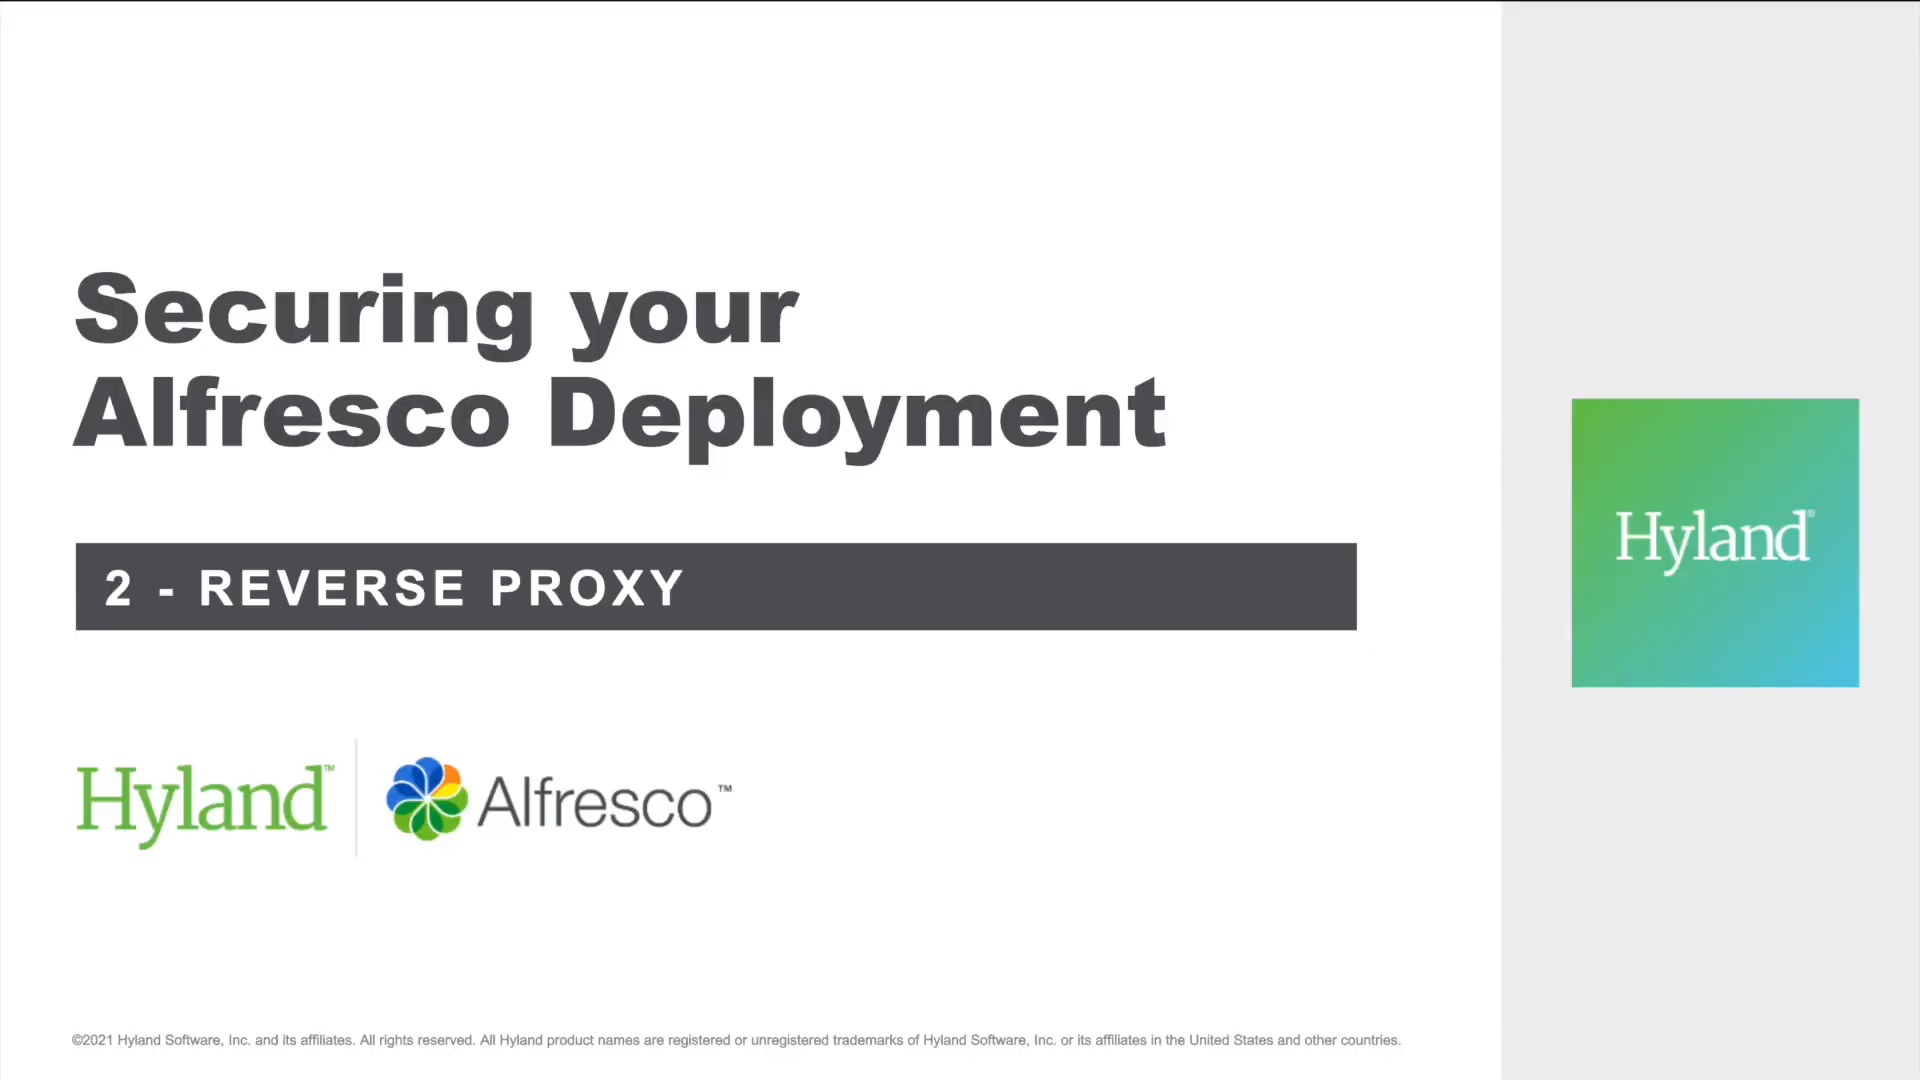 Securing your
Alfresco Deployment
2 - REVERSE PROXY
Hyland®
Hyland™ Alfresco™
©2021 Hyland Software, Inc. and its affiliates. All rights reserved. All Hyland product names are registered or unregistered trademarks of Hyland Software, Inc. or its affiliates in the United States and other countries.